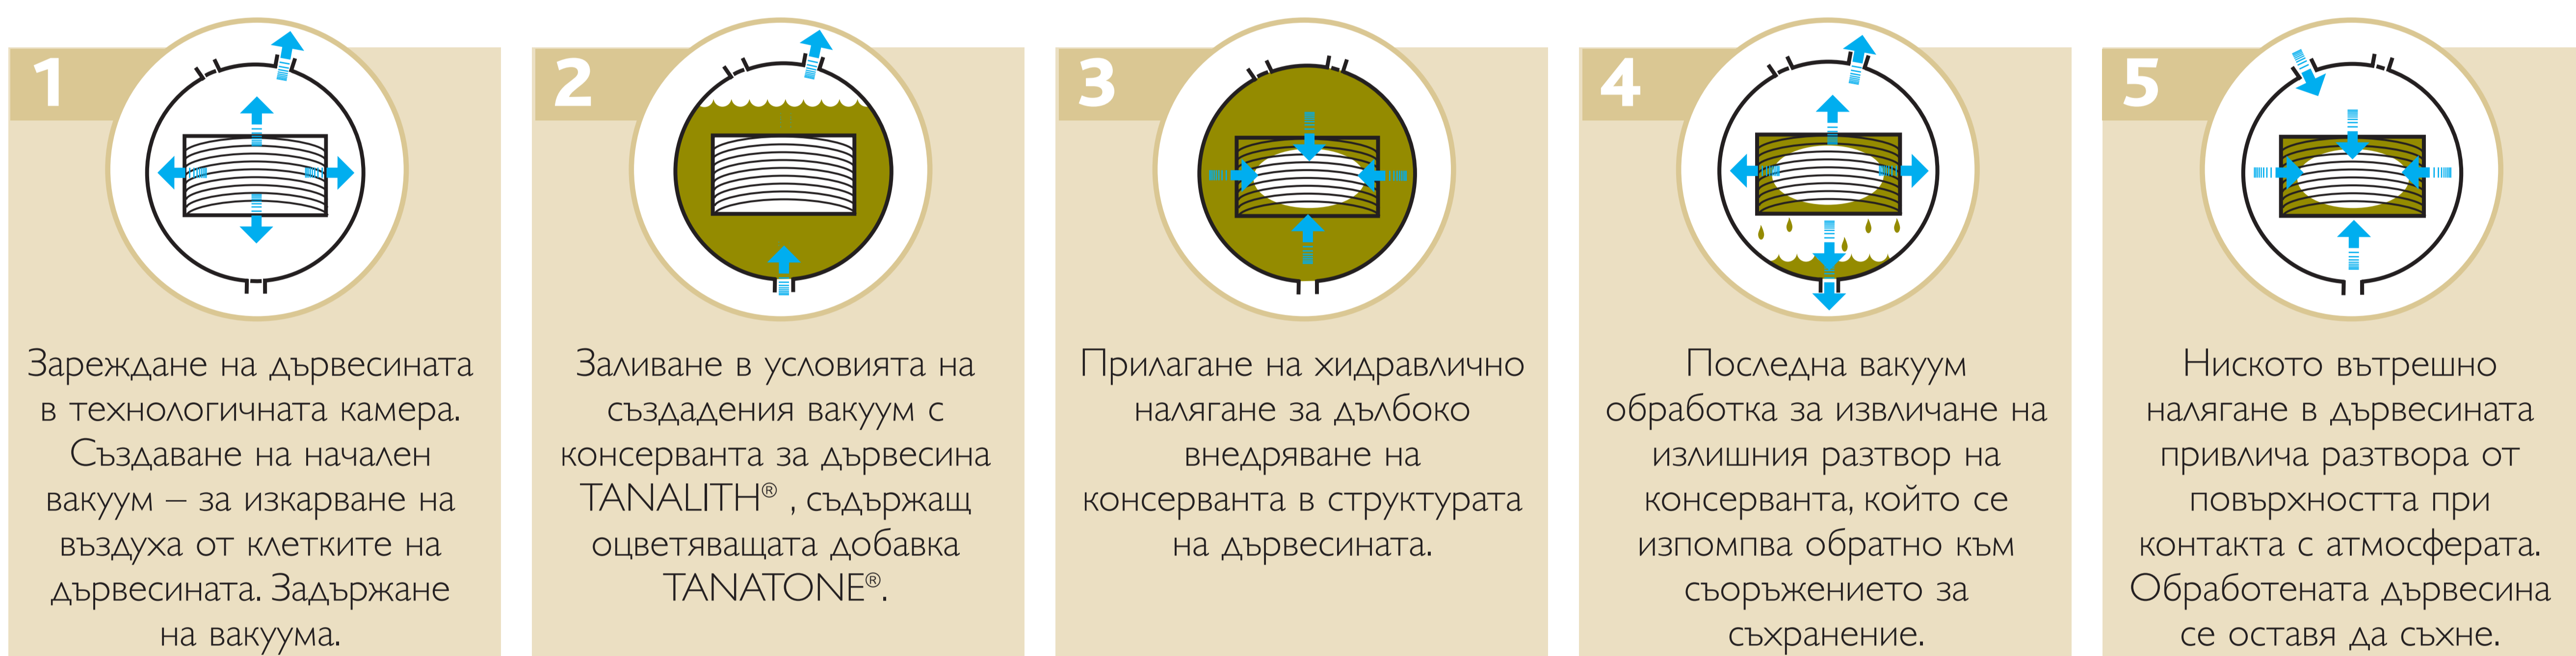 1
Зареждане на дървесината
в технологичната камера.
Създаване на начален
вакуум – за изкарване на
въздуха от клетките на
дървесината. Задържане
на вакуума.
2
Заливане в условията на
създадения вакуум с
консерванта за дървесина
TANALITH® , съдържащ
оцветяващата добавка
TANATONE®.
3
Прилагане на хидравлично
налягане за дълбоко
внедряване на
консерванта в структурата
на дървесината.
4
Последна вакуум
обработка за извличане на
излишния разтвор на
консерванта, който се
изпомпва обратно към
съоръжението за
съхранение.
5
Ниското вътрешно
налягане в дървесината
привлича разтвора от
повърхността при
контакта с атмосферата.
Обработената дървесина
се оставя да съхне.